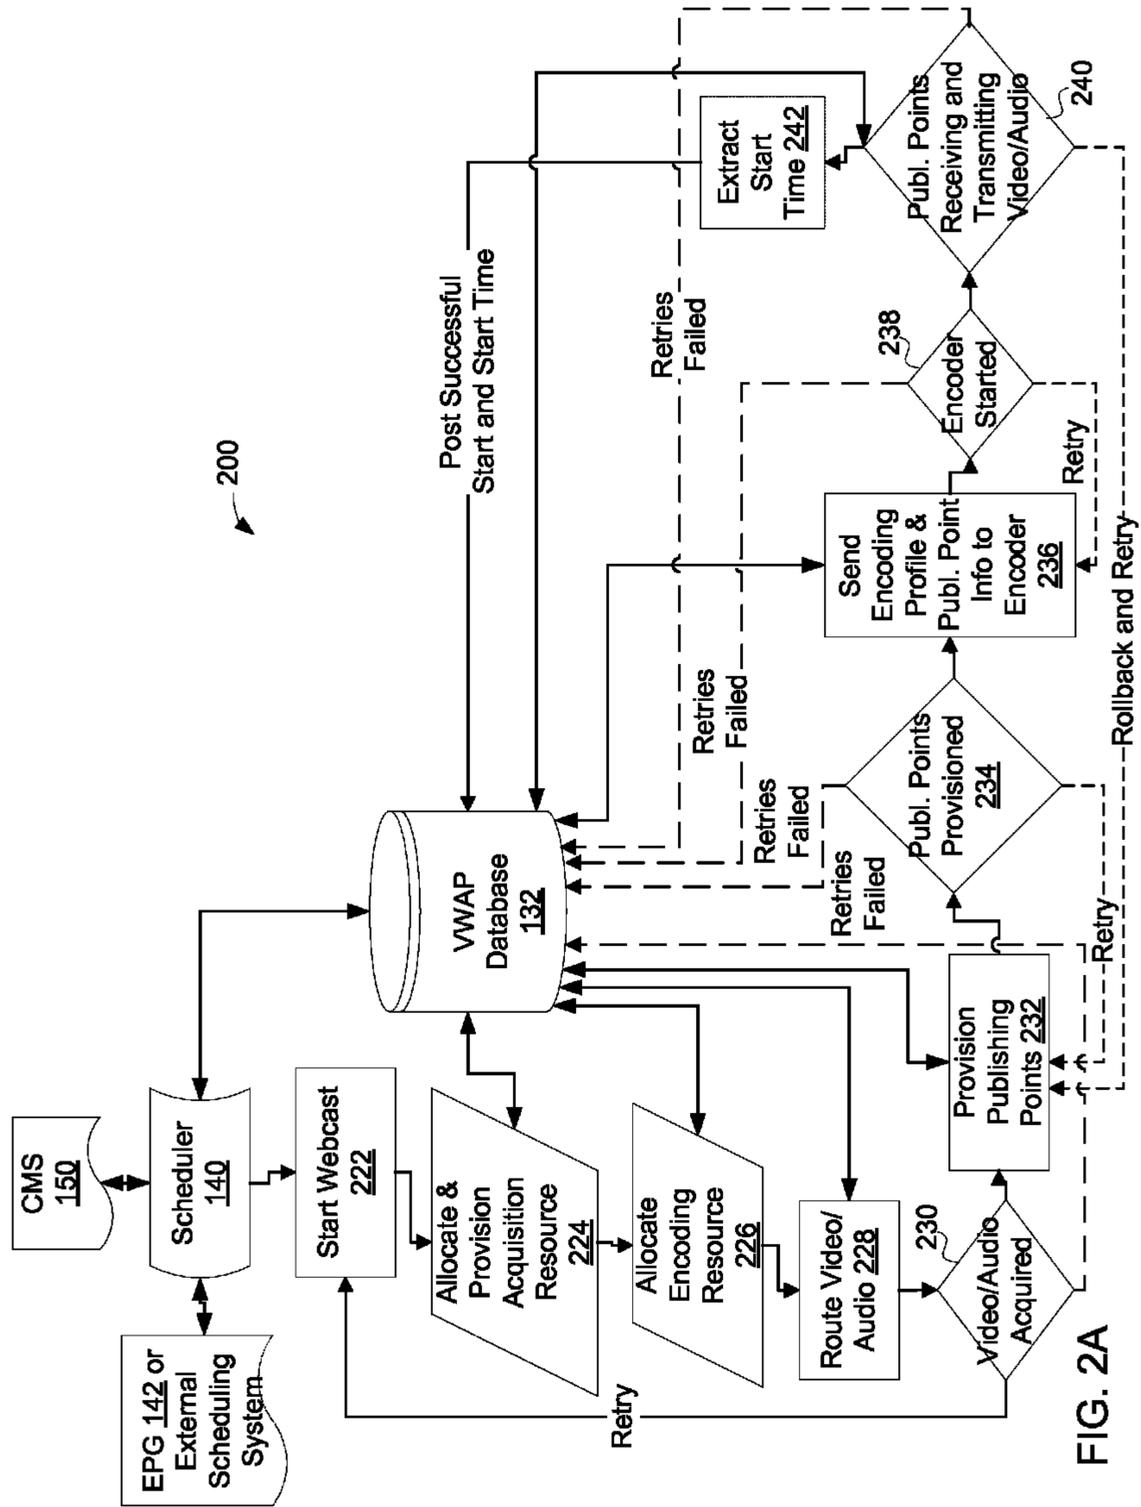 200
CMS
150
EPG 142 or
External
Scheduling
System
Scheduler
140
Start Webcast
222
Allocate &
Provision
Acquisition
Resource
224
Allocate
Encoding
Resource
226
Route Video/
Audio 228
Retry
Video/Audio
Acquired
230
VWAP
Database
132
Post Successful
Start and Start Time
Retries
Failed
Retries
Failed
Retries
Failed
Retries
Failed
Provision
Publishing
Points 232
Publ. Points
Provisioned
234
Retry
Send
Encoding
Profile &
Publ. Point
Info to
Encoder
236
Encoder
Started
238
Retry
Publ. Points
Receiving and
Transmitting
Video/Audio
240
Extract
Start
Time 242
Rollback and Retry
FIG. 2A